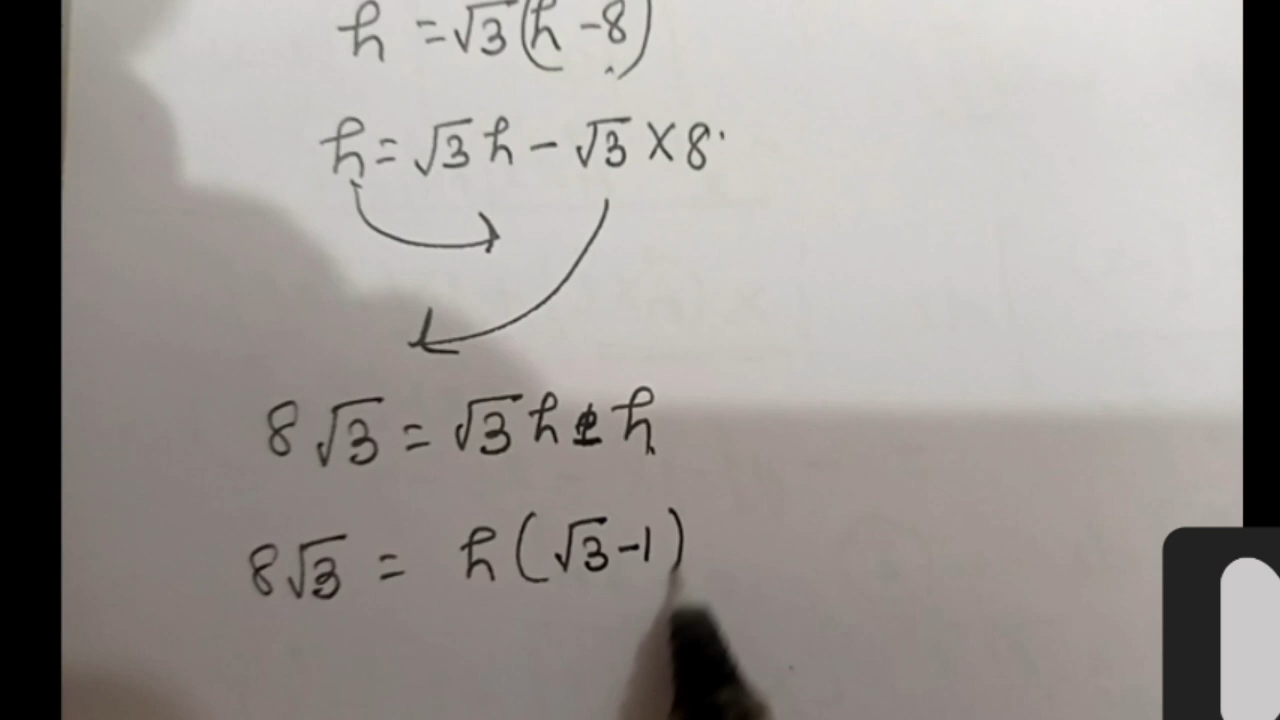 h = √3(h - 8)
h = √3 h - √3 × 8
8√3 = √3 h - h
8√3 = h(√3 - 1)